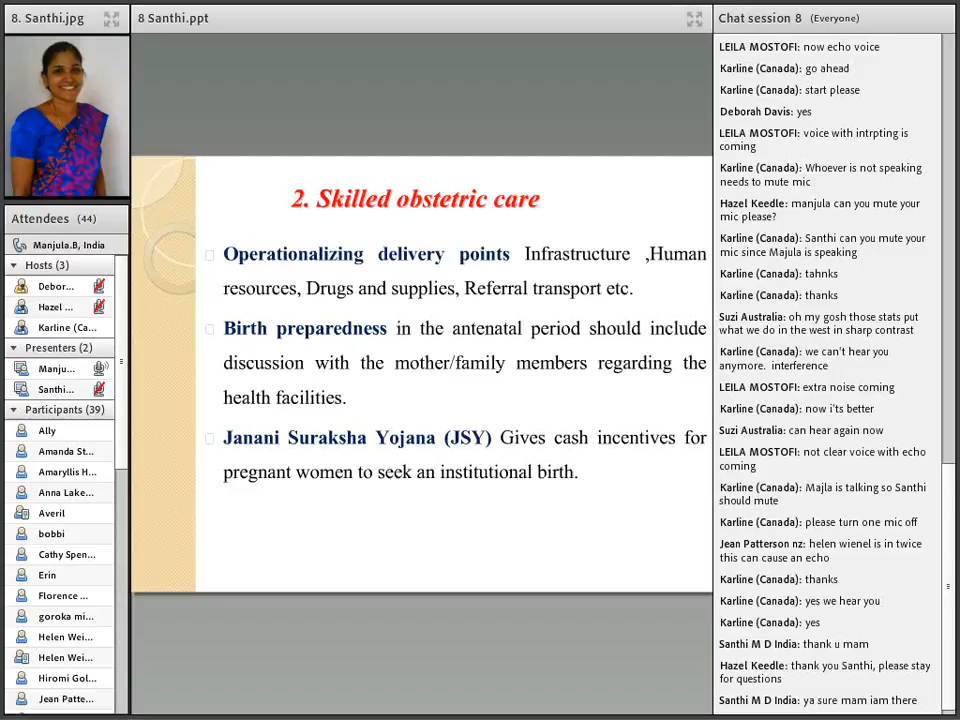 8. Santhi.jpg
8 Santhi.ppt
Chat session 8 (Everyone)
Attendees (44)
Manjula.B, India
Hosts (3)
Debor...
Hazel ...
Karline (Ca...
Presenters (2)
Manju...
Santhi...
Participants (39)
Ally
Amanda St...
Amaryllis H...
Anna Lake...
Averil
bobbi
Cathy Spen...
Erin
Florence ...
goroka mi...
Helen Wei...
Helen Wei...
Hiromi Gol...
Jean Patte...
2. Skilled obstetric care
Operationalizing delivery points Infrastructure ,Human
resources, Drugs and supplies, Referral transport etc.
Birth preparedness in the antenatal period should include
discussion with the mother/family members regarding the
health facilities.
Janani Suraksha Yojana (JSY) Gives cash incentives for
pregnant women to seek an institutional birth.
LEILA MOSTOFI: now echo voice
Karline (Canada): go ahead
Karline (Canada): start please
Deborah Davis: yes
LEILA MOSTOFI: voice with intrpting is
coming
Karline (Canada): Whoever is not speaking
needs to mute mic
Hazel Keedle: manjula can you mute your
mic please?
Karline (Canada): Santhi can you mute your
mic since Majula is speaking
Karline (Canada): tahnks
Karline (Canada): thanks
Suzi Australia: oh my gosh those stats put
what we do in the west in sharp contrast
Karline (Canada): we can't hear you
anymore. interference
LEILA MOSTOFI: extra noise coming
Karline (Canada): now i'ts better
Suzi Australia: can hear again now
LEILA MOSTOFI: not clear voice with echo
coming
Karline (Canada): Majla is talking so Santhi
should mute
Karline (Canada): please turn one mic off
Jean Patterson nz: helen wienel is in twice
this can cause an echo
Karline (Canada): thanks
Karline (Canada): yes we hear you
Karline (Canada): yes
Santhi M D India: thank u mam
Hazel Keedle: thank you Santhi, please stay
for questions
Santhi M D India: ya sure mam iam there